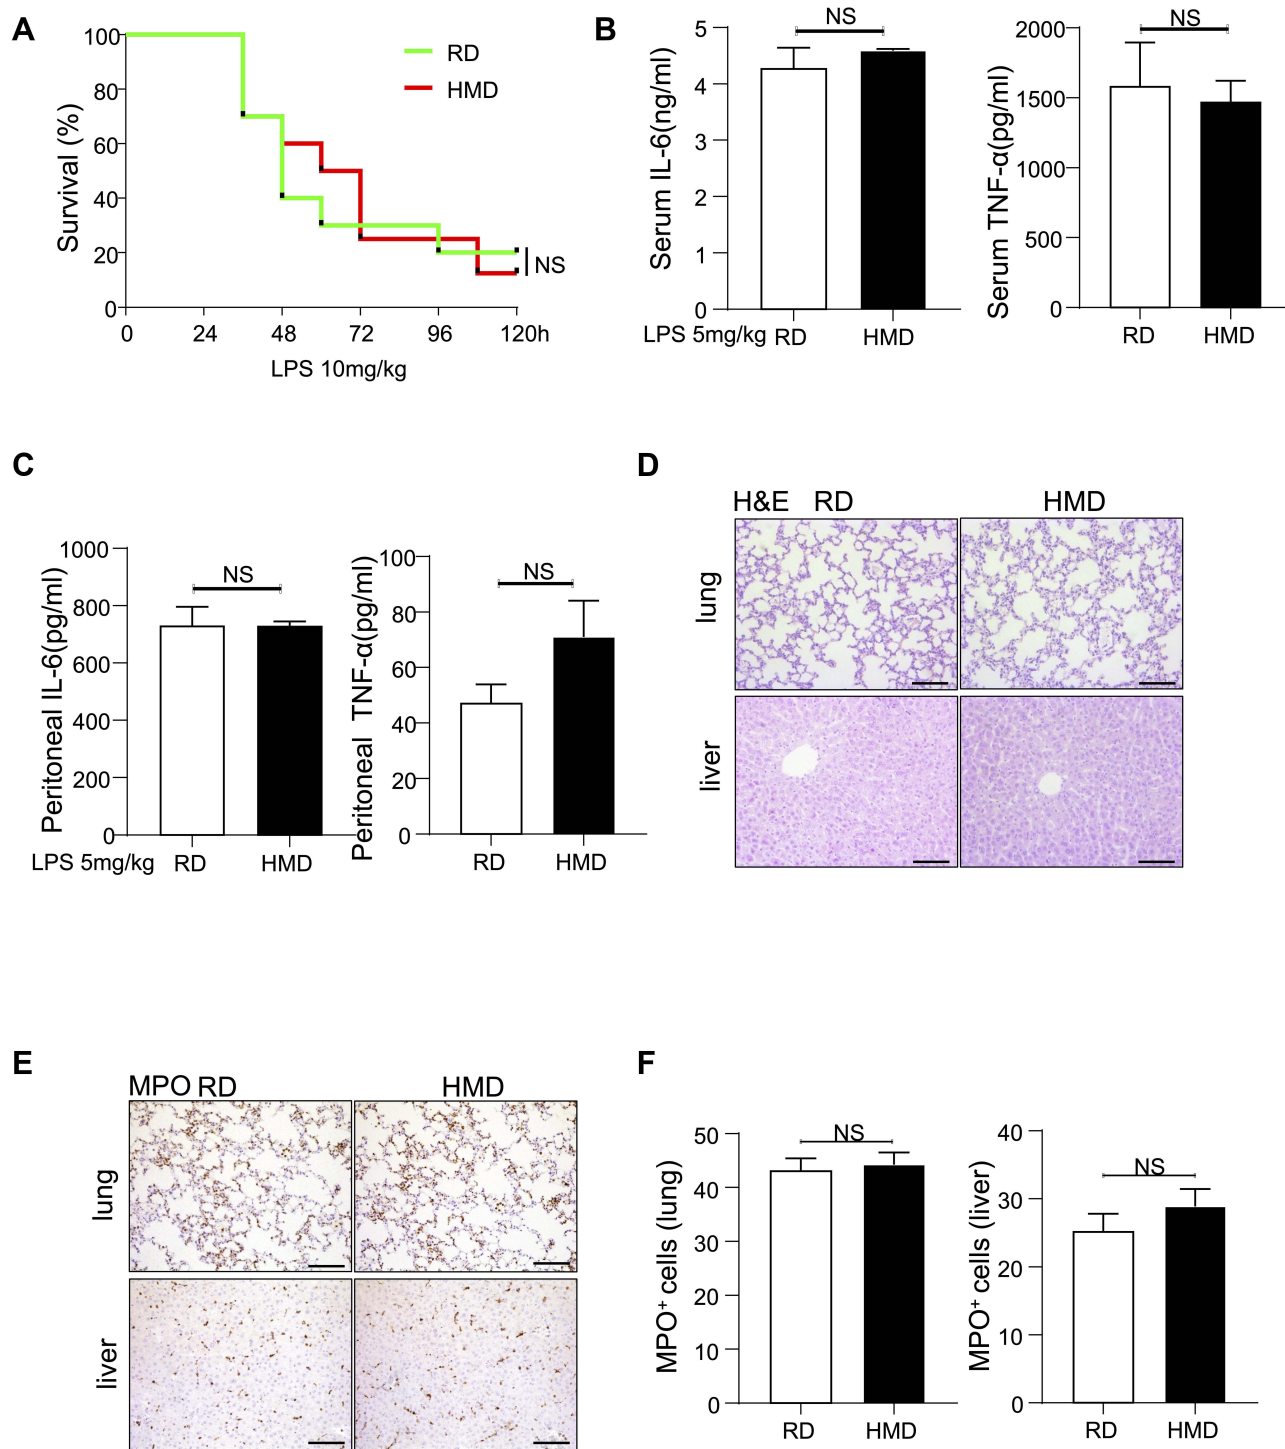 A
Survival (%)
100
80
60
40
20
0
0 24 48 72 96 120h
LPS 10mg/kg
RD
HMD
NS
B
Serum IL-6(ng/ml)
5
4
3
2
1
0
NS
LPS 5mg/kg RD HMD
Serum TNF-α(pg/ml)
2000
1500
1000
500
0
NS
RD HMD
C
Peritoneal IL-6(pg/ml)
1000
800
600
400
200
0
NS
LPS 5mg/kg RD HMD
Peritoneal TNF-α(pg/ml)
100
80
60
40
20
0
NS
RD HMD
D
H&E RD HMD
lung
liver
E
MPO RD HMD
lung
liver
F
MPO⁺ cells (lung)
50
40
30
20
10
0
NS
RD HMD
MPO⁺ cells (liver)
40
30
20
10
0
NS
RD HMD